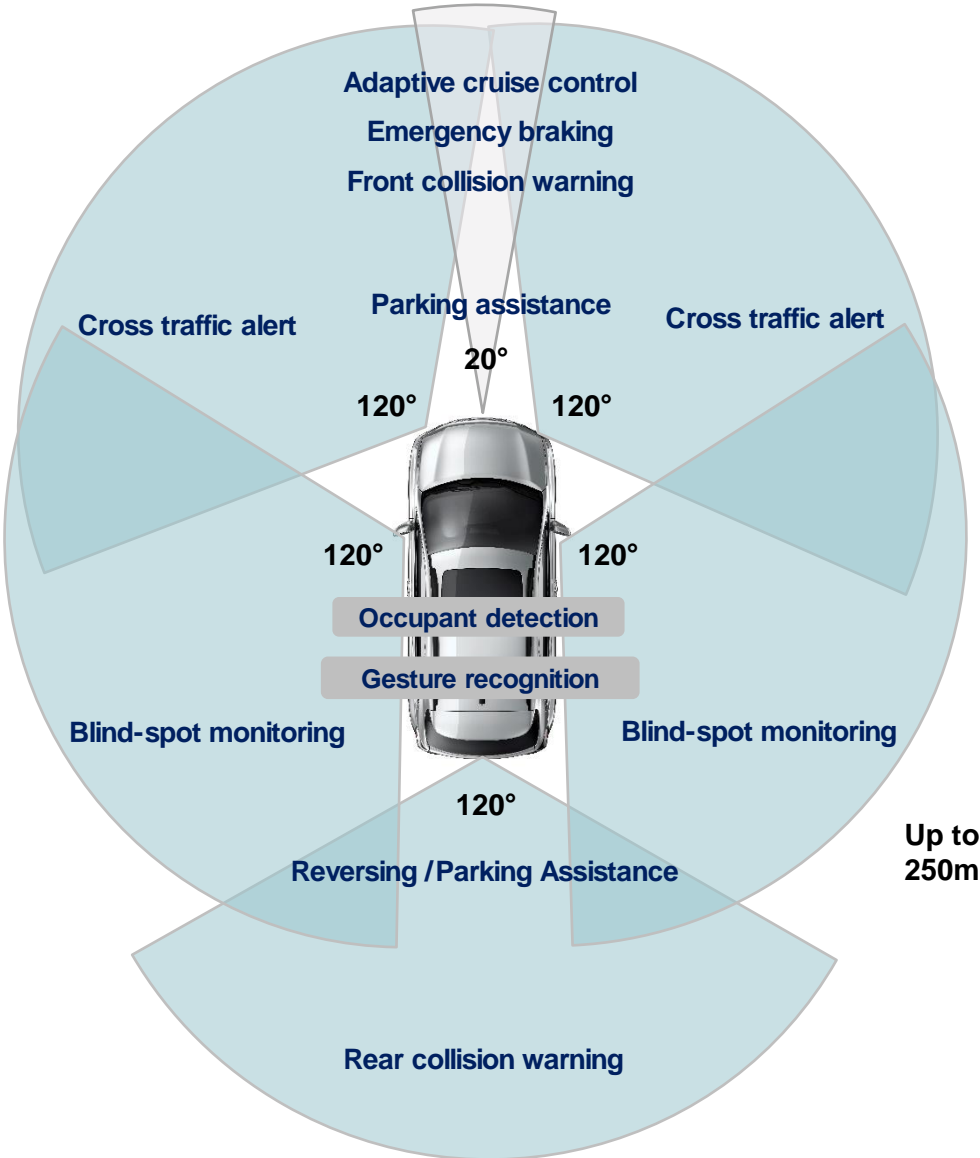 Adaptive cruise control
Emergency braking
Front collision warning
Parking assistance
Cross traffic alert
Cross traffic alert
20°
120°
120°
120°
120°
Occupant detection
Gesture recognition
Blind-spot monitoring
Blind-spot monitoring
120°
Up to
250m
Reversing / Parking Assistance
Rear collision warning